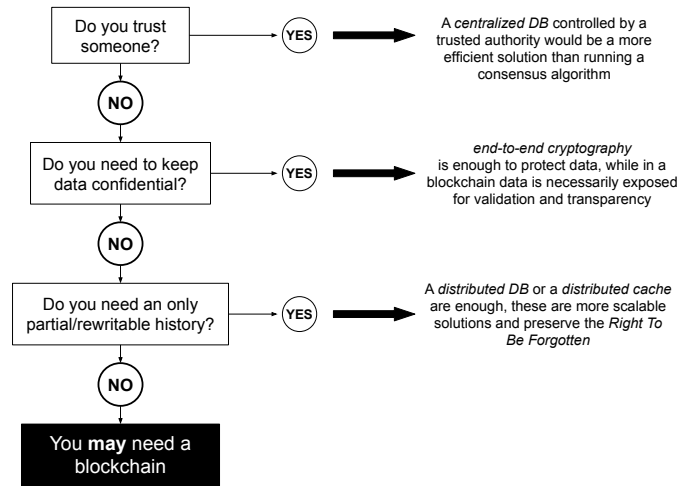 Do you trust
someone?
YES
A centralized DB controlled by a
trusted authority would be a more
efficient solution than running a
consensus algorithm
NO
Do you need to keep
data confidential?
YES
end-to-end cryptography
is enough to protect data, while in a
blockchain data is necessarily exposed
for validation and transparency
NO
Do you need an only
partial/rewritable history?
YES
A distributed DB or a distributed cache
are enough, these are more scalable
solutions and preserve the Right To
Be Forgotten
NO
You may need a
blockchain